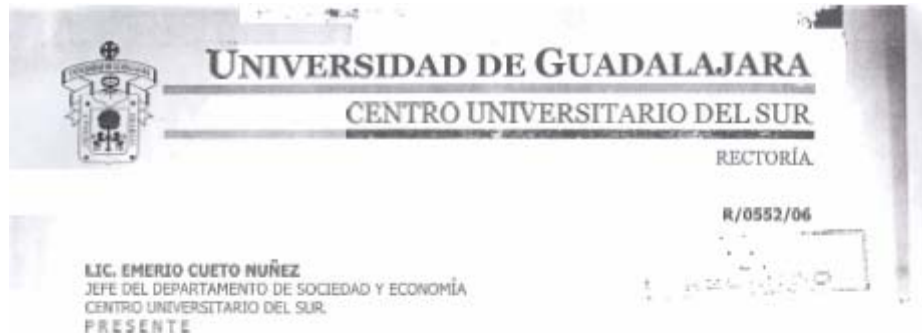 UNIVERSIDAD DE GUADALAJARA
CENTRO UNIVERSITARIO DEL SUR
RECTORÍA
R/0552/06
LIC. EMERIO CUETO NUÑEZ
JEFE DEL DEPARTAMENTO DE SOCIEDAD Y ECONOMÍA
CENTRO UNIVERSITARIO DEL SUR
PRESENTE